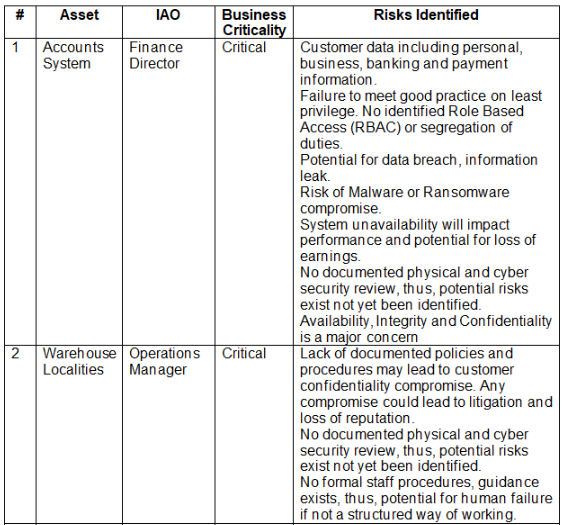 # Asset IAO Business Criticality Risks Identified
1 Accounts System Finance Director Critical Customer data including personal,
business, banking and payment
information.
Failure to meet good practice on least
privilege. No identified Role Based
Access (RBAC) or segregation of
duties.
Potential for data breach, information
leak.
Risk of Malware or Ransomware
compromise.
System unavailability will impact
performance and potential for loss of
earnings.
No documented physical and cyber
security review, thus, potential risks
exist not yet been identified.
Availability, Integrity and Confidentiality
is a major concern
2 Warehouse Localities Operations Manager Critical Lack of documented policies and
procedures may lead to customer
confidentiality compromise. Any
compromise could lead to litigation and
loss of reputation.
No documented physical and cyber
security review, thus, potential risks
exist not yet been identified.
No formal staff procedures, guidance
exists, thus, potential for human failure
if not a structured way of working.